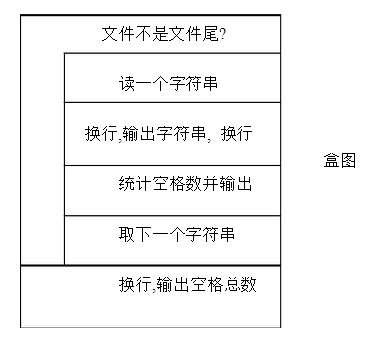 文件不是文件尾?
读一个字符串
换行,输出字符串, 换行
盒图
统计空格数并输出
取下一个字符串
换行,输出空格总数